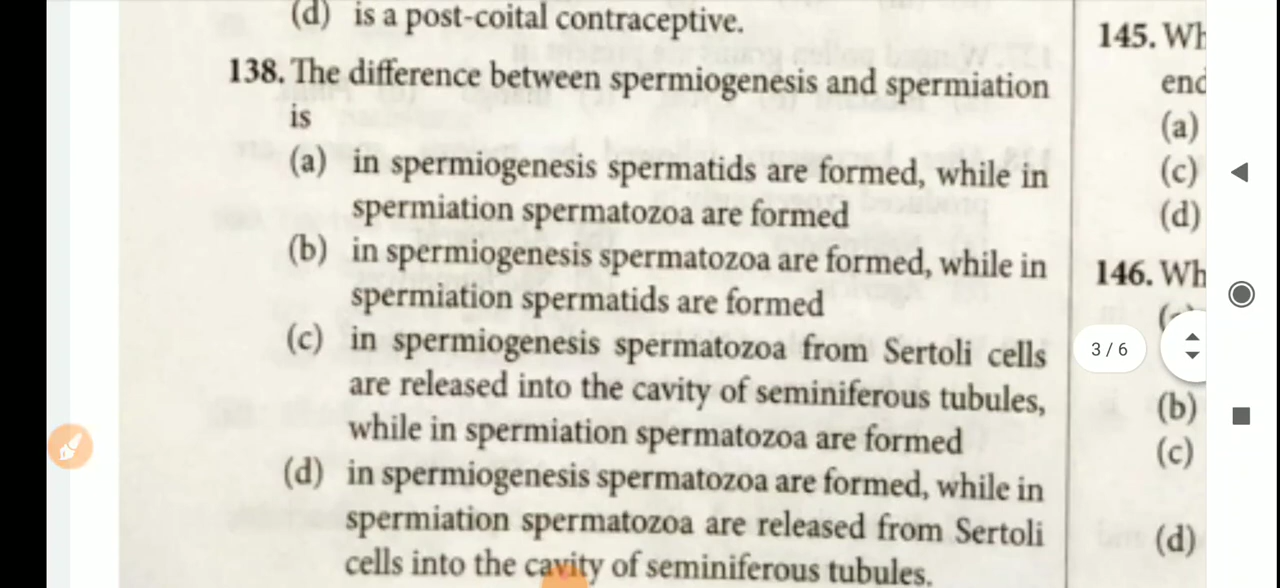 (d) is a post-coital contraceptive.
138. The difference between spermiogenesis and spermiation
is
(a) in spermiogenesis spermatids are formed, while in
spermiation spermatozoa are formed
(b) in spermiogenesis spermatozoa are formed, while in
spermiation spermatids are formed
(c) in spermiogenesis spermatozoa from Sertoli cells
are released into the cavity of seminiferous tubules,
while in spermiation spermatozoa are formed
(d) in spermiogenesis spermatozoa are formed, while in
spermiation spermatozoa are released from Sertoli
cells into the cavity of seminiferous tubules.
145. Wh
end
(a)
(c)
(d)
146. Wh
3 / 6
(b)
(c)
(d)